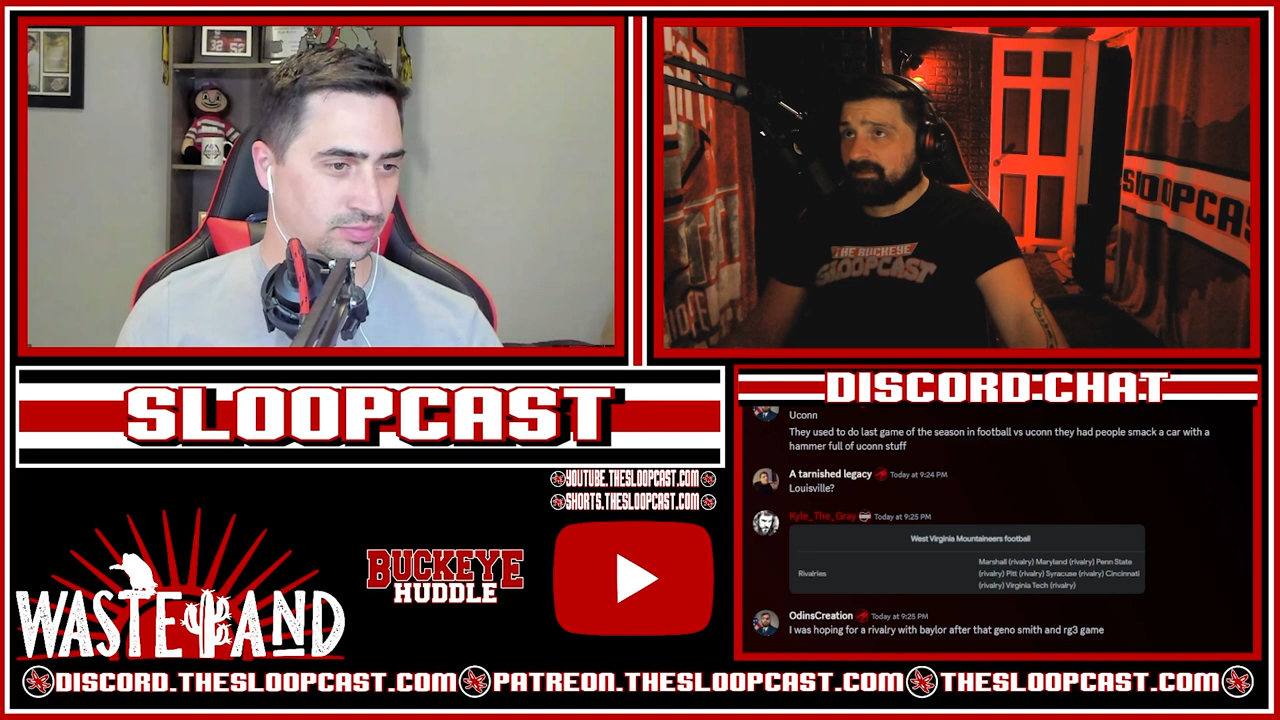 32 52
THE BUCKEYE
SLOOPCAST
SLOOPCAS
SLOOPCAST
DISCORD:CHAT
Uconn
They used to do last game of the season in football vs uconn they had people smack a car with a
hammer full of uconn stuff
A tarnished legacy Today at 9:24 PM
Louisville?
Kyle_The_Gray Today at 9:25 PM
West Virginia Mountaineers football
Rivalries
Marshall (rivalry) Maryland (rivalry) Penn State
(rivalry) Pitt (rivalry) Syracuse (rivalry) Cincinnati
(rivalry) Virginia Tech (rivalry)
OdinsCreation Today at 9:25 PM
I was hoping for a rivalry with baylor after that geno smith and rg3 game
YOUTUBE.THESLOOPCAST.COM
SHORTS.THESLOOPCAST.COM
WASTELAND
BUCKEYE
HUDDLE
DISCORD.THESLOOPCAST.COM PATREON.THESLOOPCAST.COM THESLOOPCAST.COM